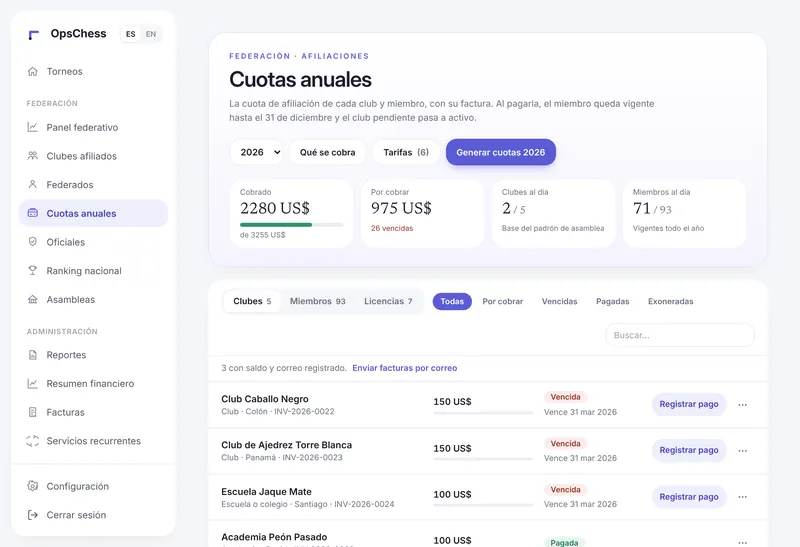 OpsChess
ES EN
Torneos
FEDERACIÓN
Panel federativo
Clubes afiliados
Federados
Cuotas anuales
Oficiales
Ranking nacional
Asambleas
ADMINISTRACIÓN
Reportes
Resumen financiero
Facturas
Servicios recurrentes
Configuración
Cerrar sesión
FEDERACIÓN · AFILIACIONES
Cuotas anuales
La cuota de afiliación de cada club y miembro, con su factura. Al pagarla, el miembro queda vigente
hasta el 31 de diciembre y el club pendiente pasa a activo.
2026 Qué se cobra Tarifas (6) Generar cuotas 2026
Cobrado
2280 US$
de 3255 US$
Por cobrar
975 US$
26 vencidas
Clubes al día
2 / 5
Base del padrón de asamblea
Miembros al día
71 / 93
Vigentes todo el año
Clubes 5 Miembros 93 Licencias 7 Todas Por cobrar Vencidas Pagadas Exoneradas
Buscar...
3 con saldo y correo registrado. Enviar facturas por correo
Club Caballo Negro
Club · Colón · INV-2026-0022
150 US$
Vencida
Vence 31 mar 2026
Registrar pago ...
Club de Ajedrez Torre Blanca
Club · Panamá · INV-2026-0023
150 US$
Vencida
Vence 31 mar 2026
Registrar pago ...
Escuela Jaque Mate
Escuela o colegio · Santiago · INV-2026-0024
100 US$
Vencida
Vence 31 mar 2026
Registrar pago ...
Academia Peón Pasado
100 US$
Pagada
...